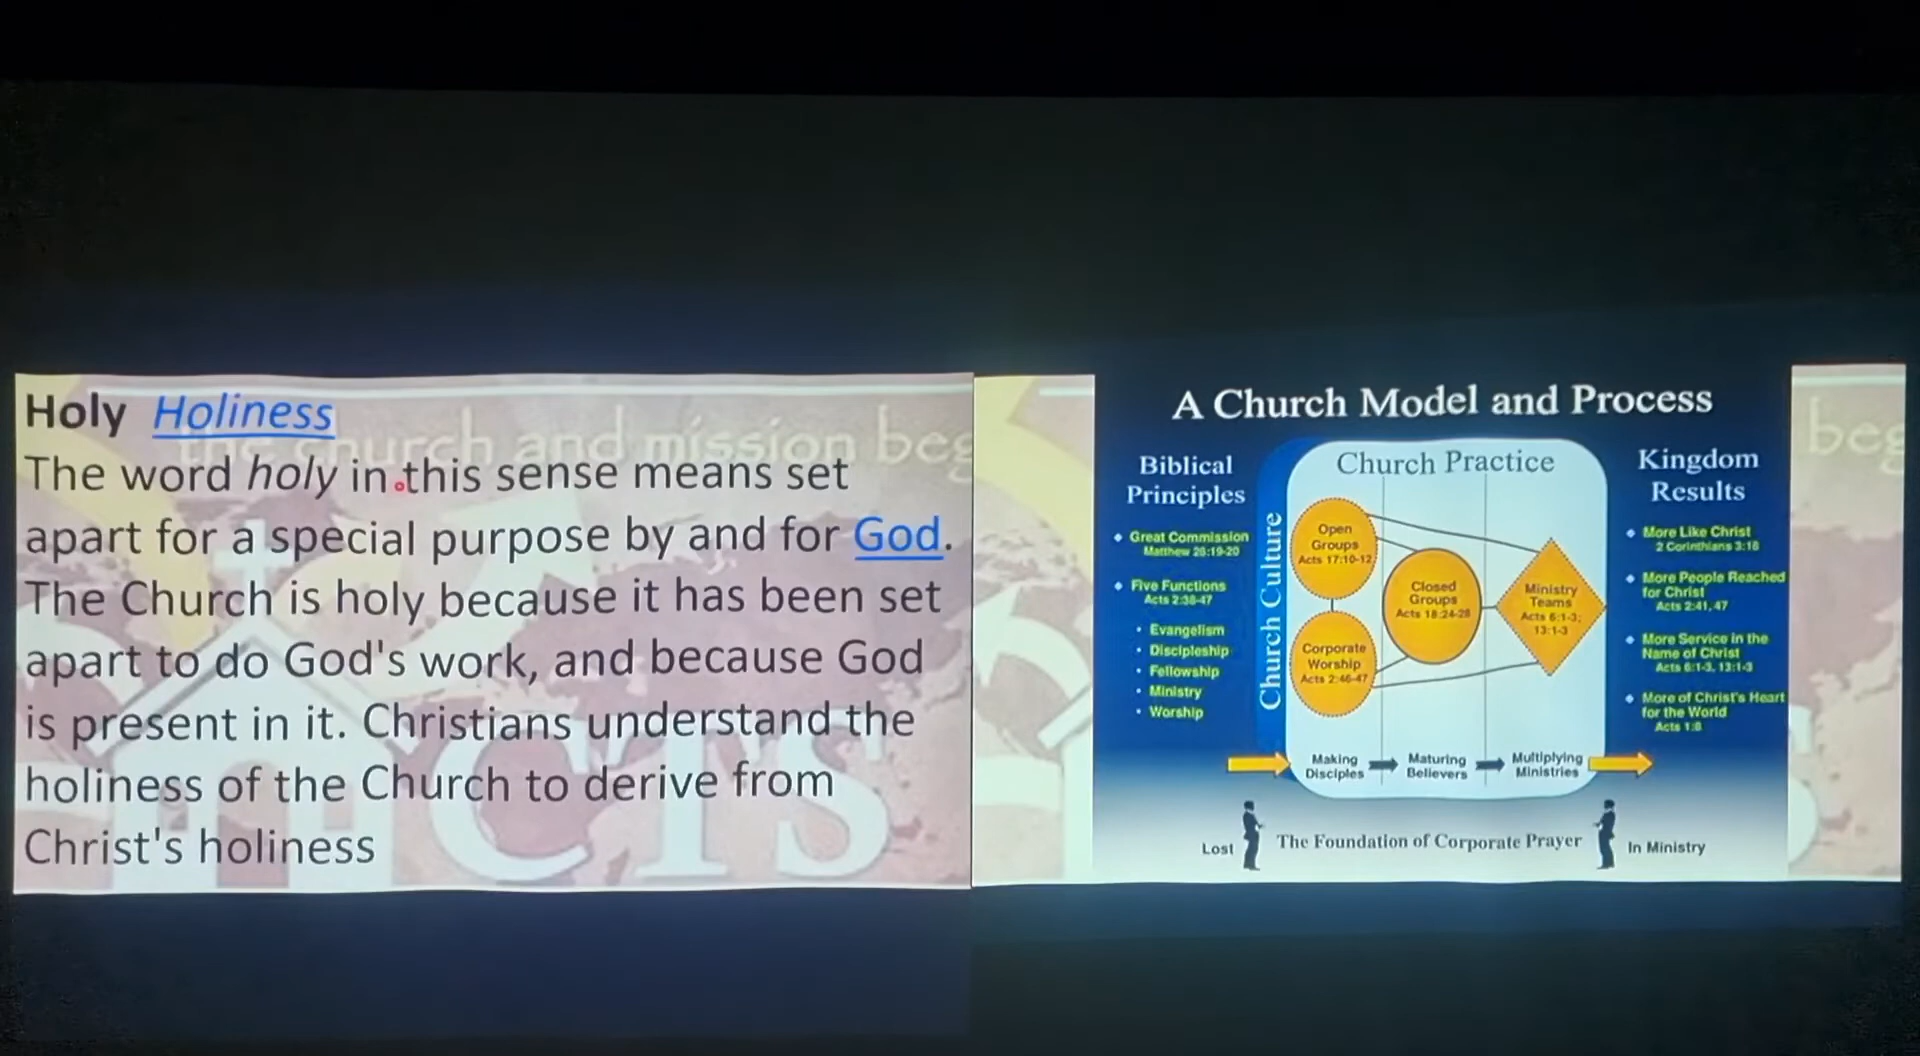 Holy Holiness
The word holy in this sense means set
apart for a special purpose by and for God.
The Church is holy because it has been set
apart to do God's work, and because God
is present in it. Christians understand the
holiness of the Church to derive from
Christ's holiness
the church and mission beg
CTS
A Church Model and Process
Biblical
Principles
Great Commission
Matthew 28:19-20
Five Functions
Acts 2:38-47
• Evangelism
• Discipleship
• Fellowship
• Ministry
• Worship
Church Culture
Church Practice
Open
Groups
Acts 17:10-12
Corporate
Worship
Acts 2:46-47
Closed
Groups
Acts 18:24-28
Ministry
Teams
Acts 6:1-3;
13:1-3
Making
Disciples
Maturing
Believers
Multiplying
Ministries
Kingdom
Results
More Like Christ
2 Corinthians 3:18
More People Reached
for Christ
Acts 2:41, 47
More Service in the
Name of Christ
Acts 6:1-3, 13:1-3
More of Christ's Heart
for the World
Acts 1:8
Lost
The Foundation of Corporate Prayer
In Ministry
beg